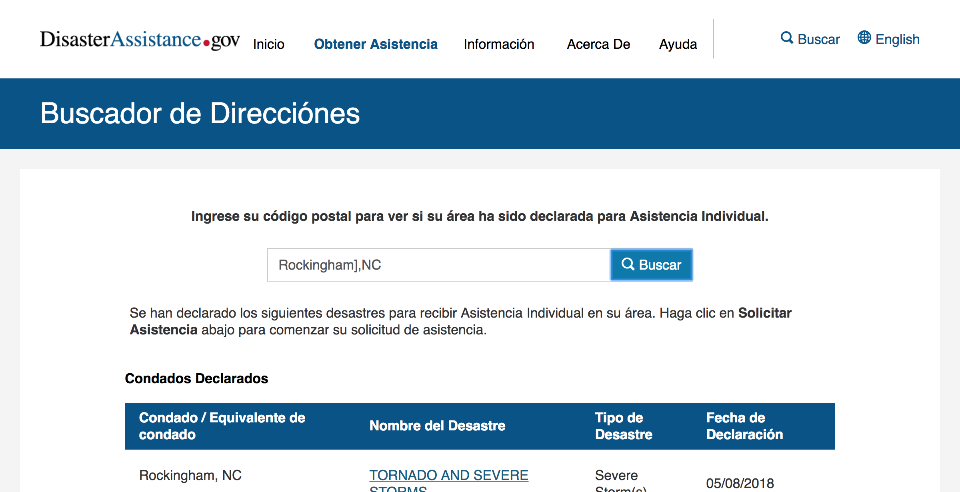 DisasterAssistance.gov Inicio Obtener Asistencia Información Acerca De Ayuda Buscar English
Buscador de Direcciónes
Ingrese su código postal para ver si su área ha sido declarada para Asistencia Individual.
Rockingham],NC Buscar
Se han declarado los siguientes desastres para recibir Asistencia Individual en su área. Haga clic en Solicitar
Asistencia abajo para comenzar su solicitud de asistencia.
Condados Declarados
Condado / Equivalente de
condado
Nombre del Desastre
Tipo de
Desastre
Fecha de
Declaración
Rockingham, NC
TORNADO AND SEVERE
STORMS
Severe
Storm(s)
05/08/2018